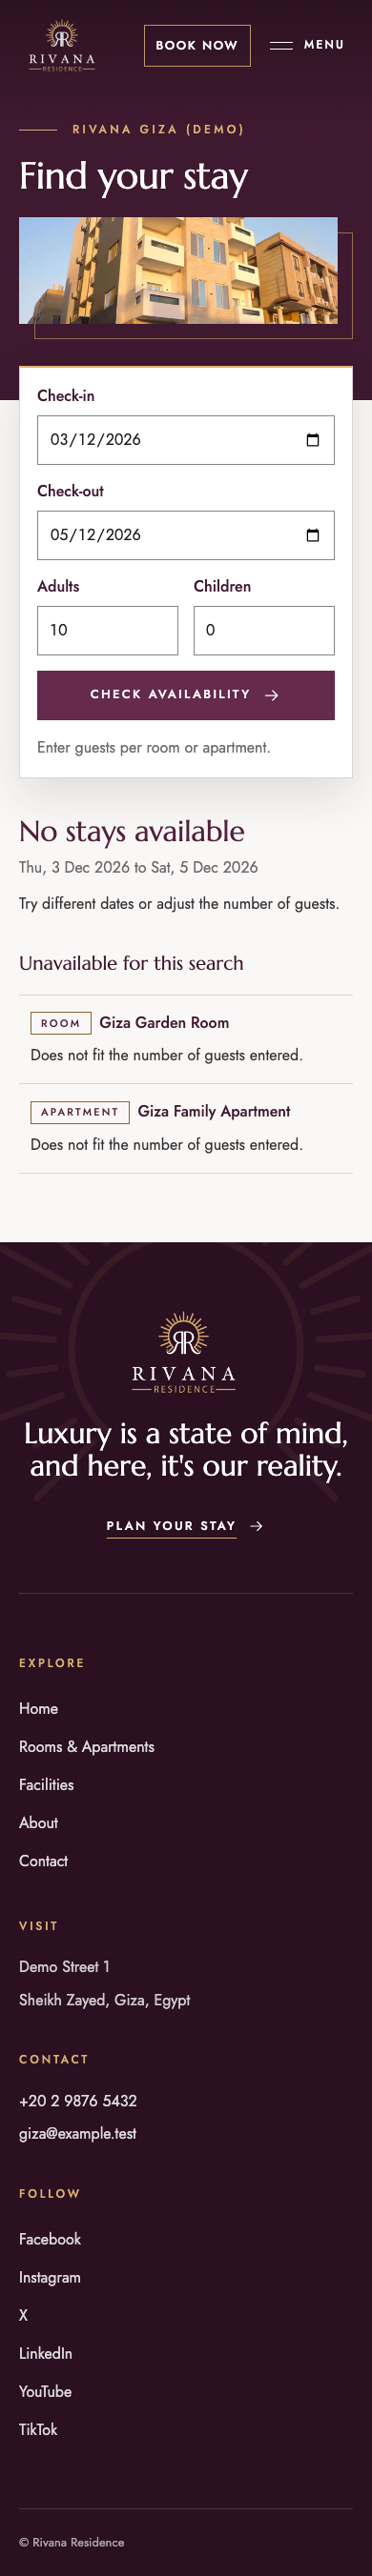 RIVANA
RESIDENCE
BOOK NOW
MENU
RIVANA GIZA (DEMO)
Find your stay
Check-in
03/12/2026
Check-out
05/12/2026
Adults
Children
10
0
CHECK AVAILABILITY
Enter guests per room or apartment.
No stays available
Thu, 3 Dec 2026 to Sat, 5 Dec 2026
Try different dates or adjust the number of guests.
Unavailable for this search
ROOM Giza Garden Room
Does not fit the number of guests entered.
APARTMENT Giza Family Apartment
Does not fit the number of guests entered.
RIVANA
RESIDENCE
Luxury is a state of mind,
and here, it's our reality.
PLAN YOUR STAY
EXPLORE
Home
Rooms & Apartments
Facilities
About
Contact
VISIT
Demo Street 1
Sheikh Zayed, Giza, Egypt
CONTACT
+20 2 9876 5432
giza@example.test
FOLLOW
Facebook
Instagram
X
LinkedIn
YouTube
TikTok
© Rivana Residence